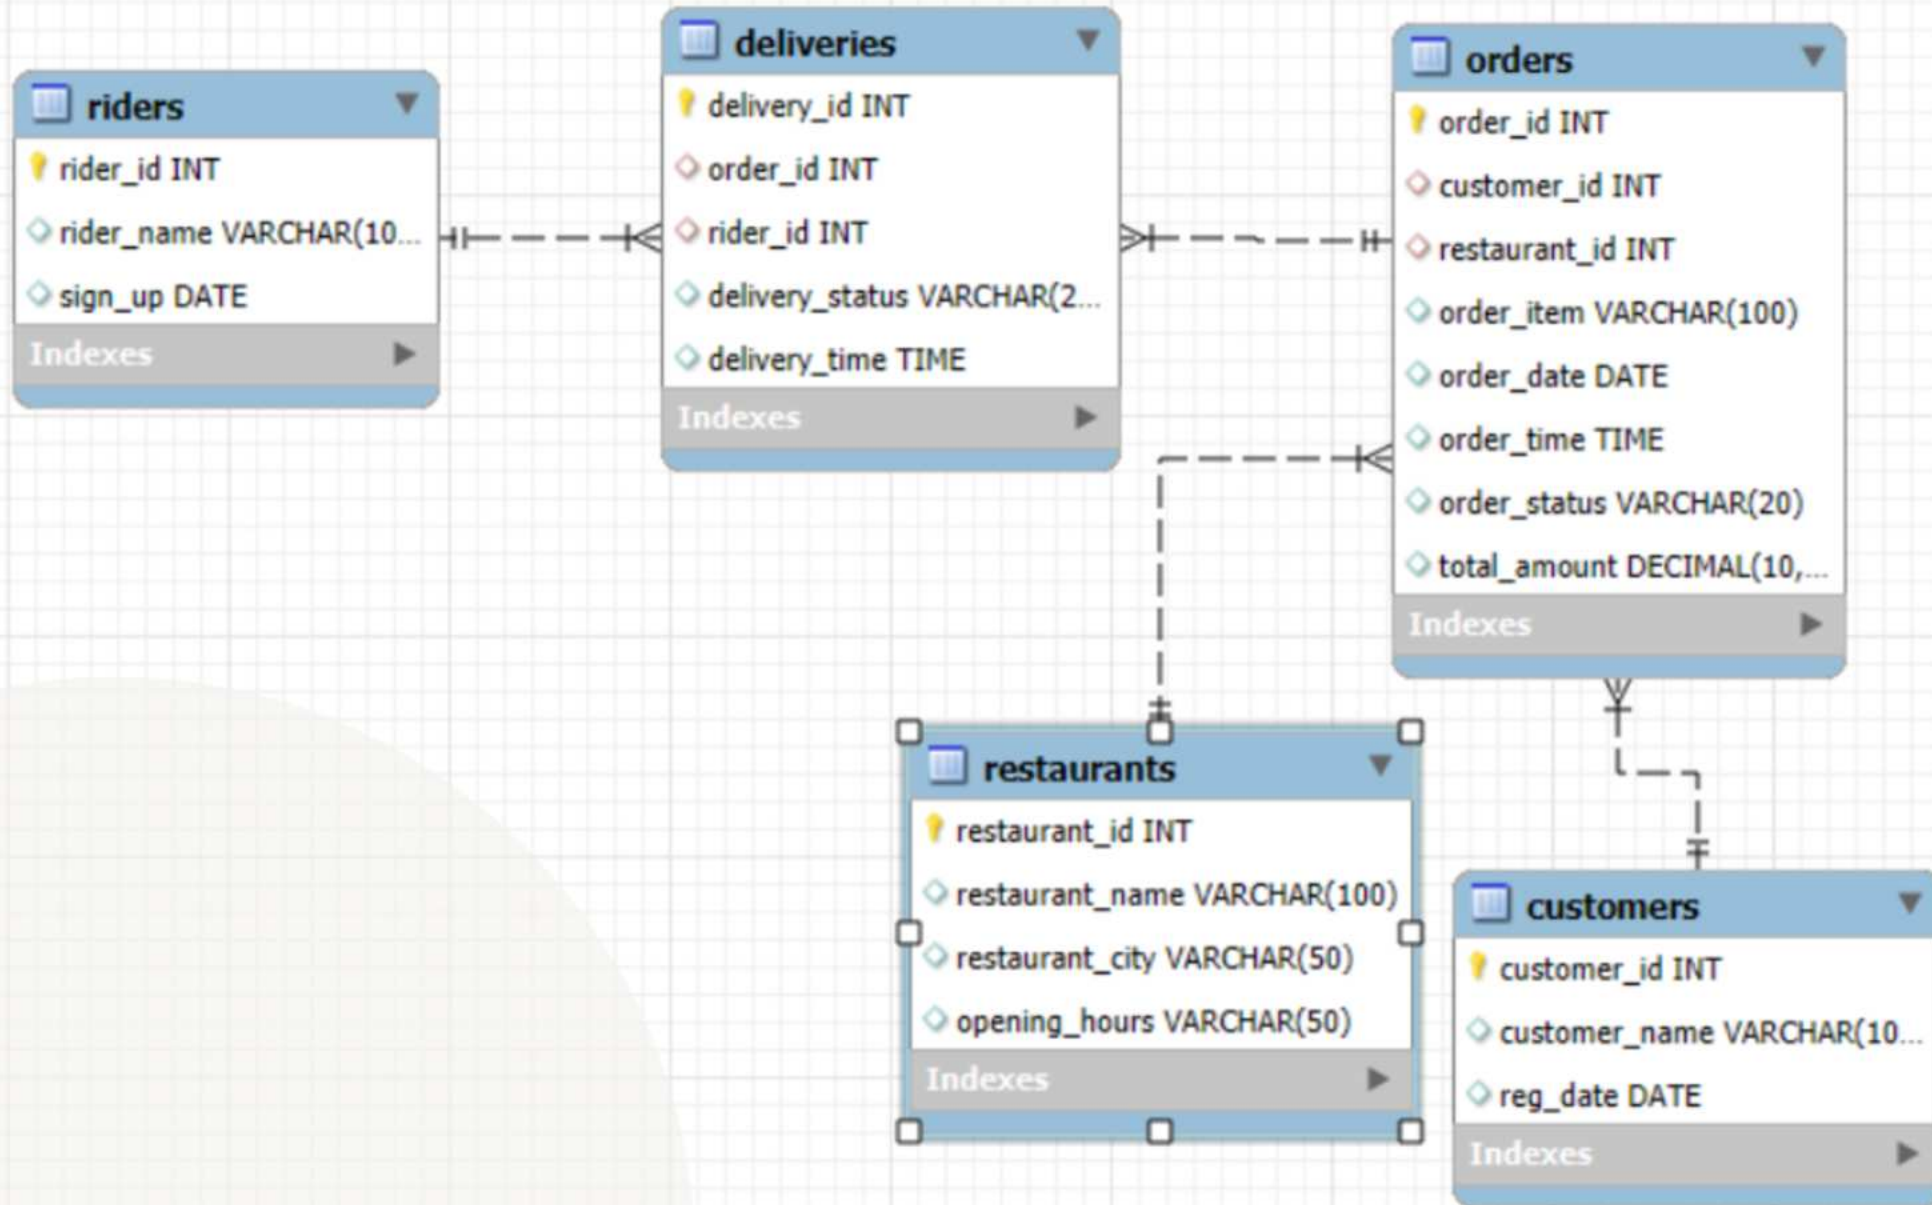 riders
rider_id INT
rider_name VARCHAR(10...
sign_up DATE
Indexes
deliveries
delivery_id INT
order_id INT
rider_id INT
delivery_status VARCHAR(2...
delivery_time TIME
Indexes
orders
order_id INT
customer_id INT
restaurant_id INT
order_item VARCHAR(100)
order_date DATE
order_time TIME
order_status VARCHAR(20)
total_amount DECIMAL(10,...
Indexes
restaurants
restaurant_id INT
restaurant_name VARCHAR(100)
restaurant_city VARCHAR(50)
opening_hours VARCHAR(50)
Indexes
customers
customer_id INT
customer_name VARCHAR(10...
reg_date DATE
Indexes